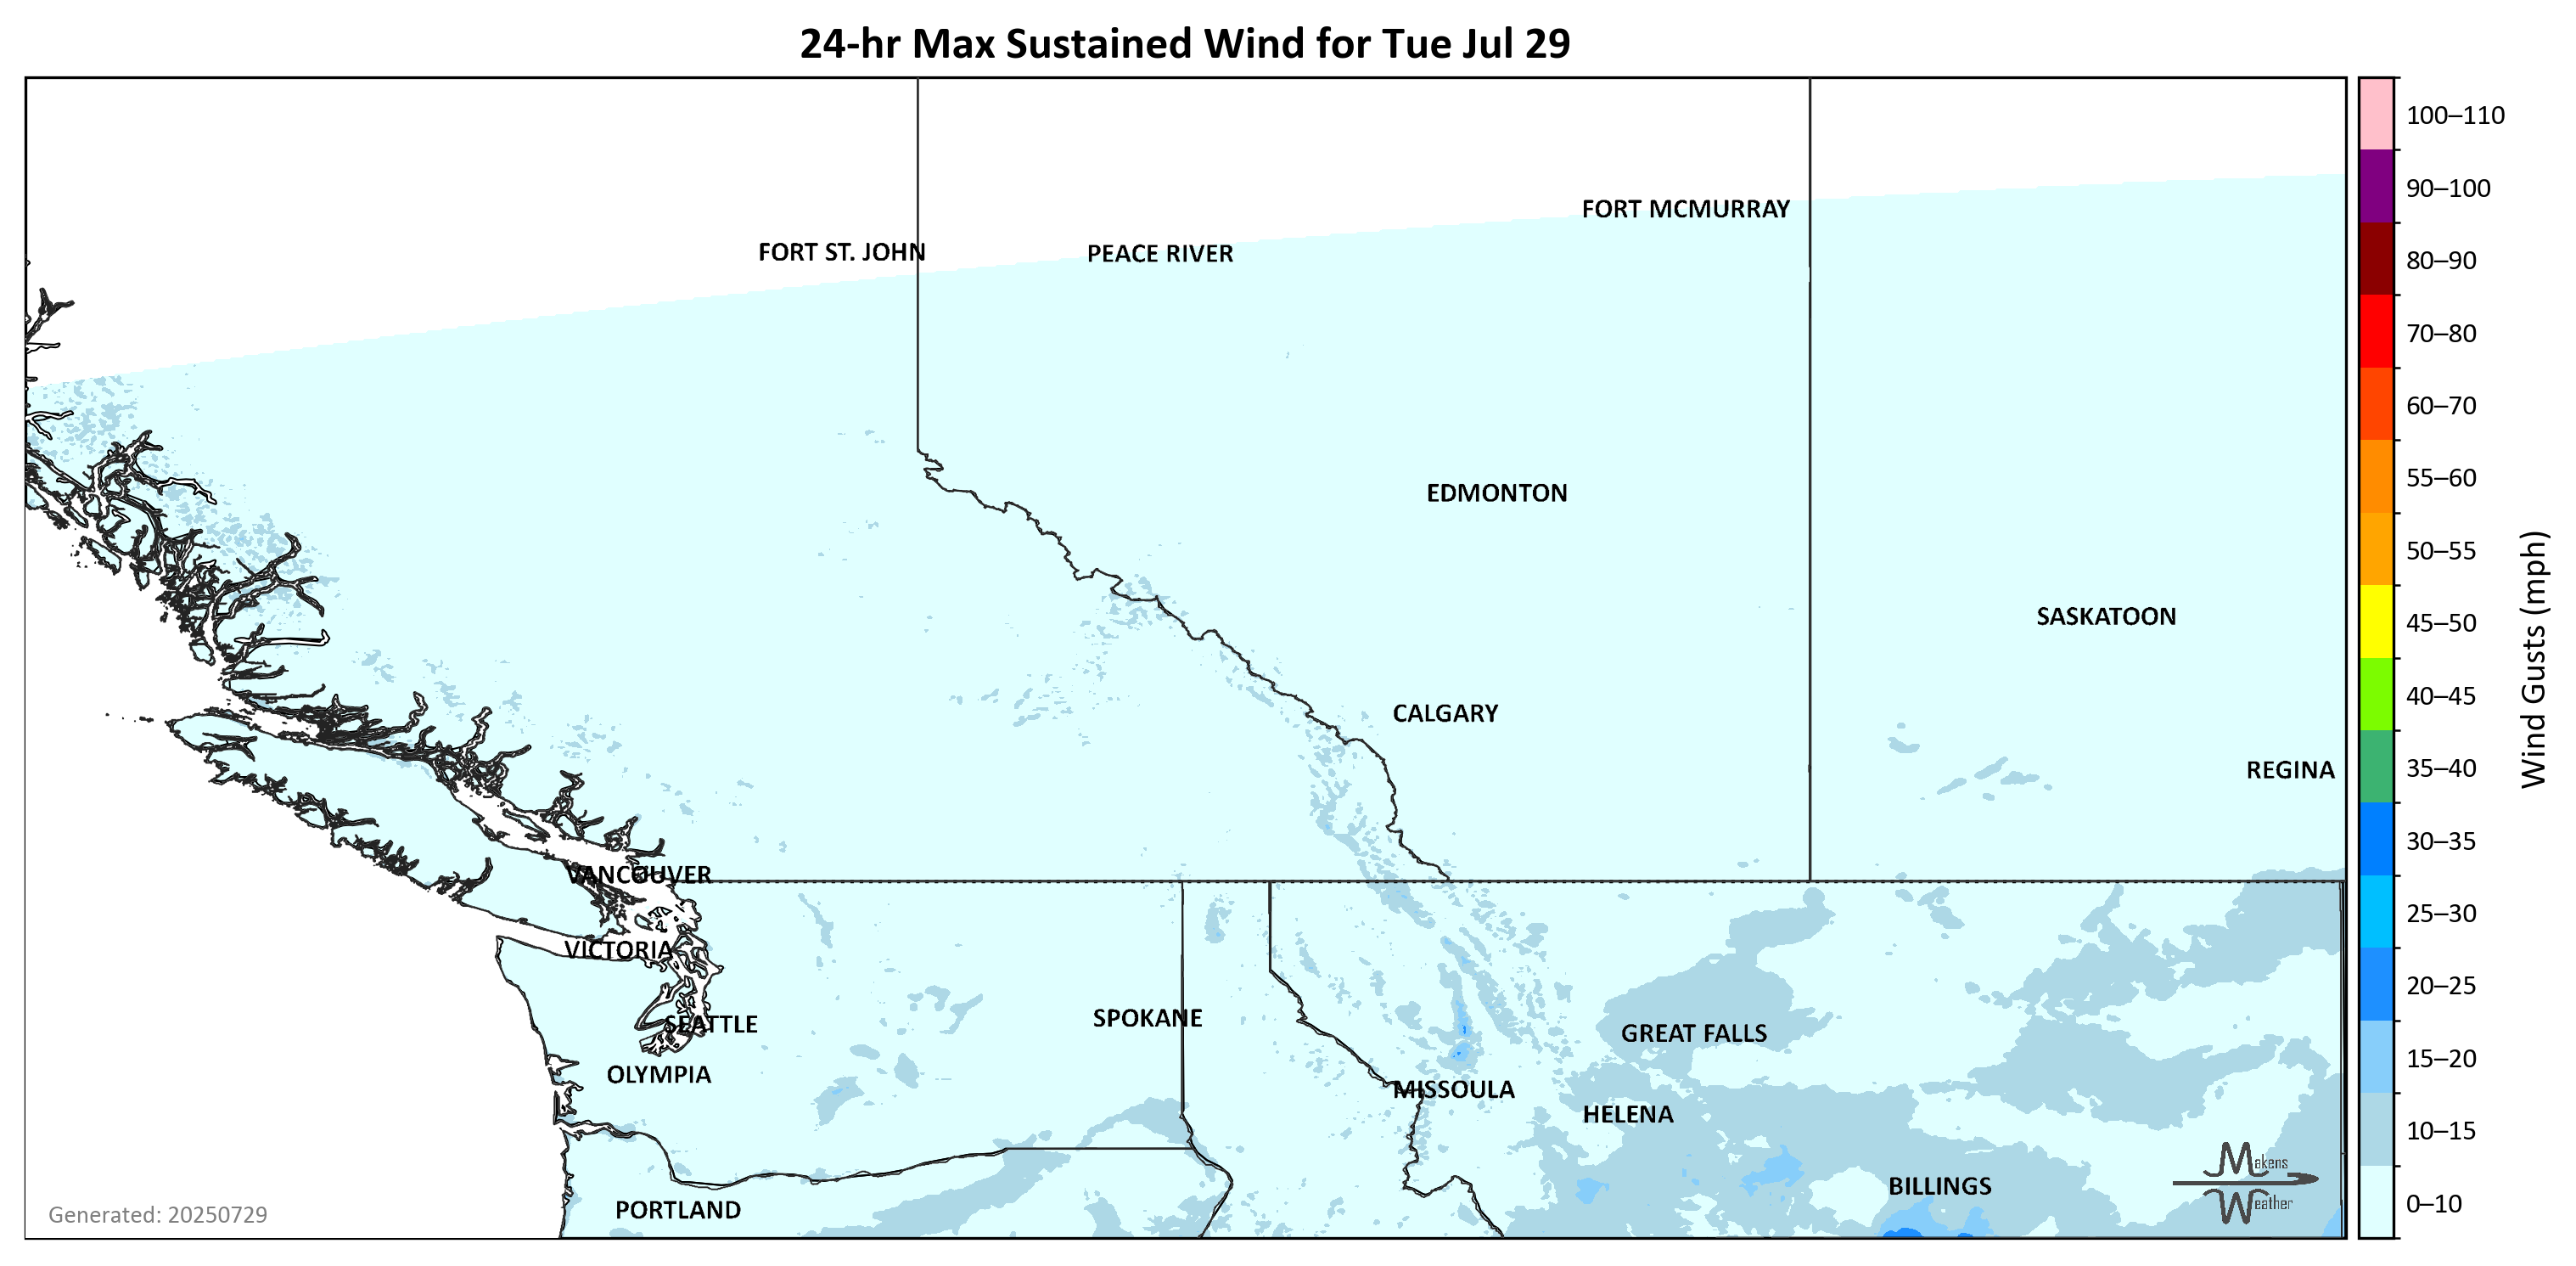 24-hr Max Sustained Wind for Tue Jul 29
100–110
90–100
80–90
70–80
60–70
55–60
50–55
45–50
40–45
35–40
30–35
25–30
20–25
15–20
10–15
0–10
Wind Gusts (mph)
FORT MCMURRAY
FORT ST. JOHN
PEACE RIVER
EDMONTON
SASKATOON
CALGARY
REGINA
VANCOUVER
VICTORIA
SEATTLE
SPOKANE
GREAT FALLS
OLYMPIA
MISSOULA
HELENA
BILLINGS
PORTLAND
Makens
Weather
Generated: 20250729